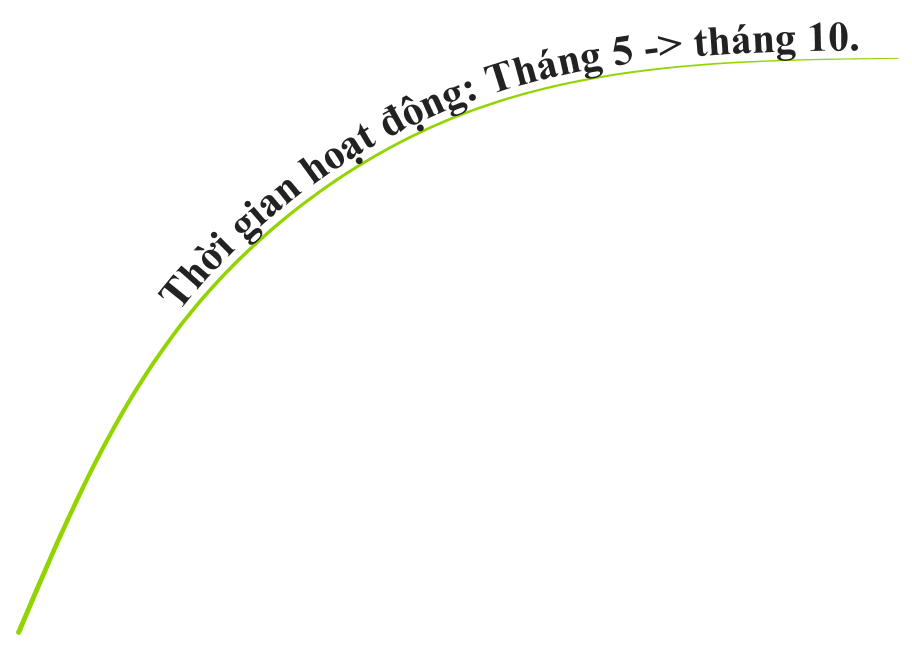 Thời gian hoạt động: Tháng 5 -> tháng 10.